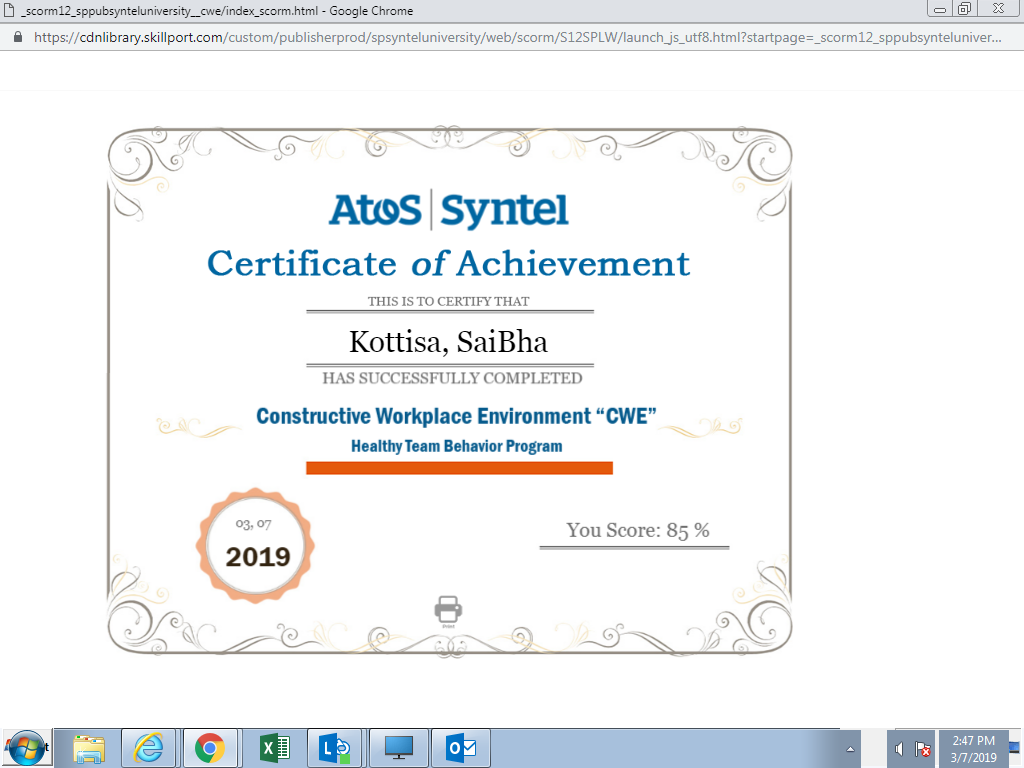 _scorm12_sppubsynteluniversity__cwe/index_scorm.html - Google Chrome
https://cdnlibrary.skillport.com/custom/publisherprod/spsynteluniversity/web/scorm/S12SPLW/launch_js_utf8.html?startpage=_scorm12_sppubsynteluniver...
Atos | Syntel
Certificate of Achievement
THIS IS TO CERTIFY THAT
Kottisa, SaiBha
HAS SUCCESSFULLY COMPLETED
Constructive Workplace Environment “CWE”
Healthy Team Behavior Program
03, 07
2019
You Score: 85 %
Print
2:47 PM
3/7/2019